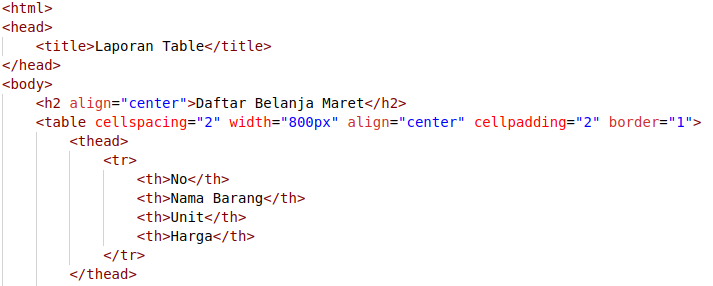 <html>
<head>
    <title>Laporan Table</title>
</head>
<body>
    <h2 align="center">Daftar Belanja Maret</h2>
    <table cellspacing="2" width="800px" align="center" cellpadding="2" border="1">
        <thead>
            <tr>
                <th>No</th>
                <th>Nama Barang</th>
                <th>Unit</th>
                <th>Harga</th>
            </tr>
        </thead>